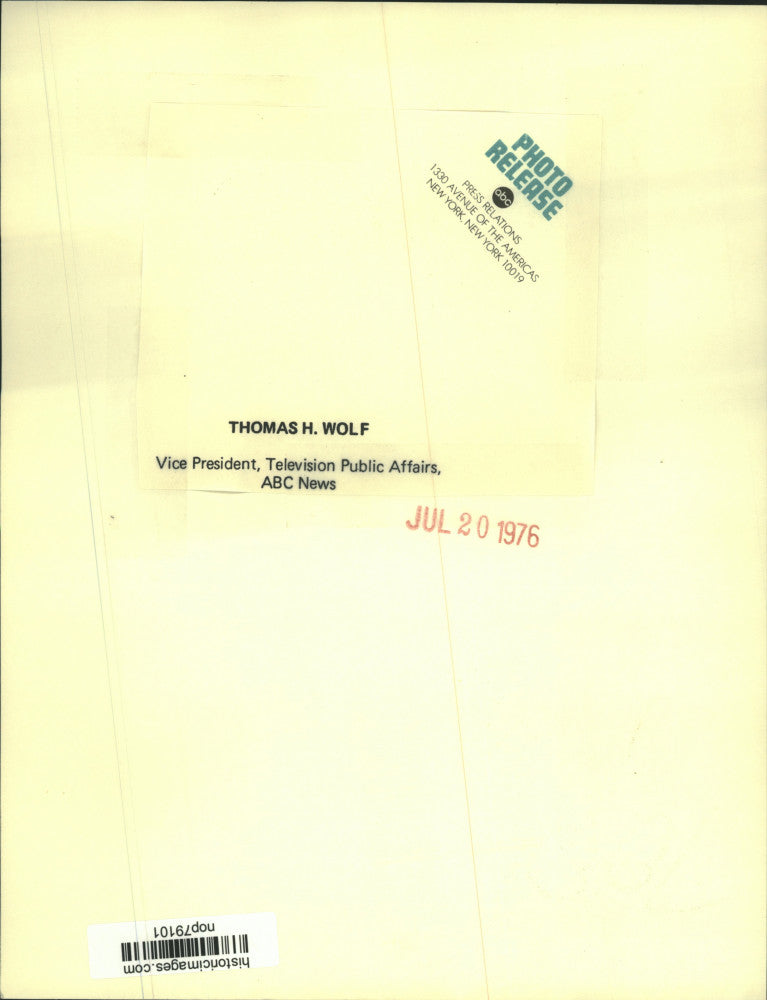 PHOTO
RELEASE
abc
PRESS RELATIONS
1330 AVENUE OF THE AMERICAS
NEW YORK, NEW YORK 10019
THOMAS H. WOLF
Vice President, Television Public Affairs,
ABC News
JUL 20 1976
historicimages.com
nop79101